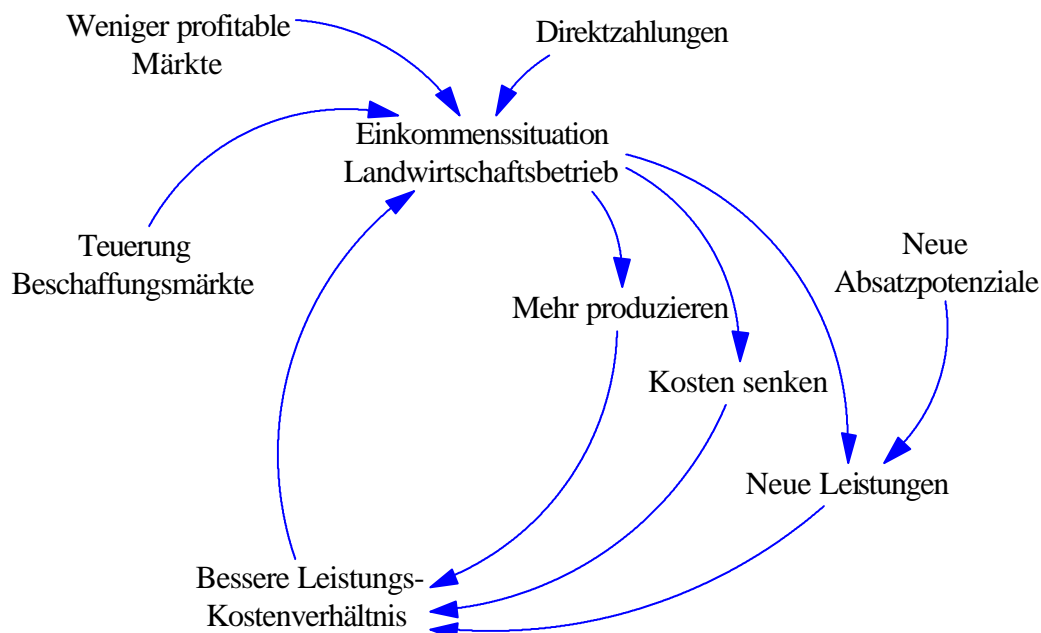 Weniger profitable
Märkte
Direktzahlungen
Einkommenssituation
Landwirtschaftsbetrieb
Teuerung
Beschaffungsmärkte
Neue
Absatzpotenziale
Mehr produzieren
Kosten senken
Neue Leistungen
Bessere Leistungs-
Kostenverhältnis